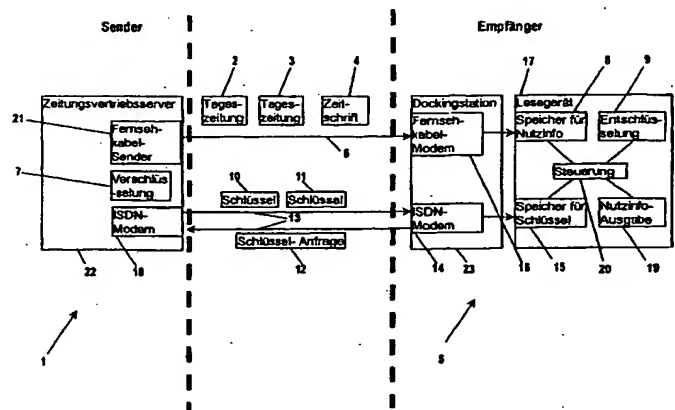 Sender
Empfänger
2
3
4
17
8
9
Zeitungsvertriebsserver
Tages-
zeitung
Tages-
zeitung
Zeit-
schrift
Dockingstation
Lesegerät
21
Fernseh-
kabel-
Sender
Fernseh-
kabel-
Modem
Speicher für
Nutzinfo
Entschlüs-
selung
6
7
Verschlüs-
selung
10
11
Steuerung
Schlüssel
Schlüssel
ISDN-
Modem
13
ISDN-
Modem
Speicher für
Schlüssel
Nutzinfo-
Ausgabe
Schlüssel- Anfrage
22
18
12
14
23
16
15
20
19
1
5